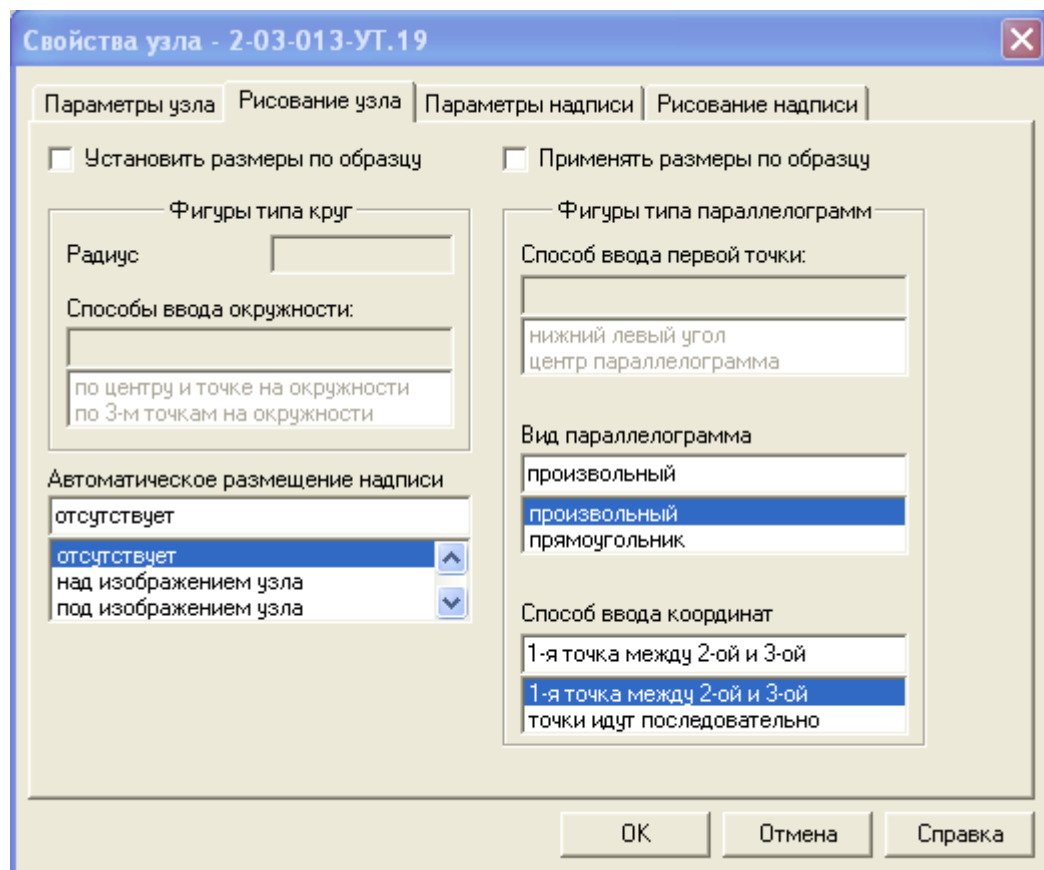 Свойства узла - 2-03-013-УТ.19
Параметры узла
Рисование узла
Параметры надписи
Рисование надписи
Установить размеры по образцу
Применять размеры по образцу
Фигуры типа круг
Радиус
Способы ввода окружности:
по центру и точке на окружности
по 3-м точкам на окружности
Автоматическое размещение надписи
отсутствует
отсутствует
над изображением узла
под изображением узла
Фигуры типа параллелограмм
Способ ввода первой точки:
нижний левый угол
центр параллелограмма
Вид параллелограмма
произвольный
произвольный
прямоугольник
Способ ввода координат
1-я точка между 2-ой и 3-ой
1-я точка между 2-ой и 3-ой
точки идут последовательно
OK
Отмена
Справка